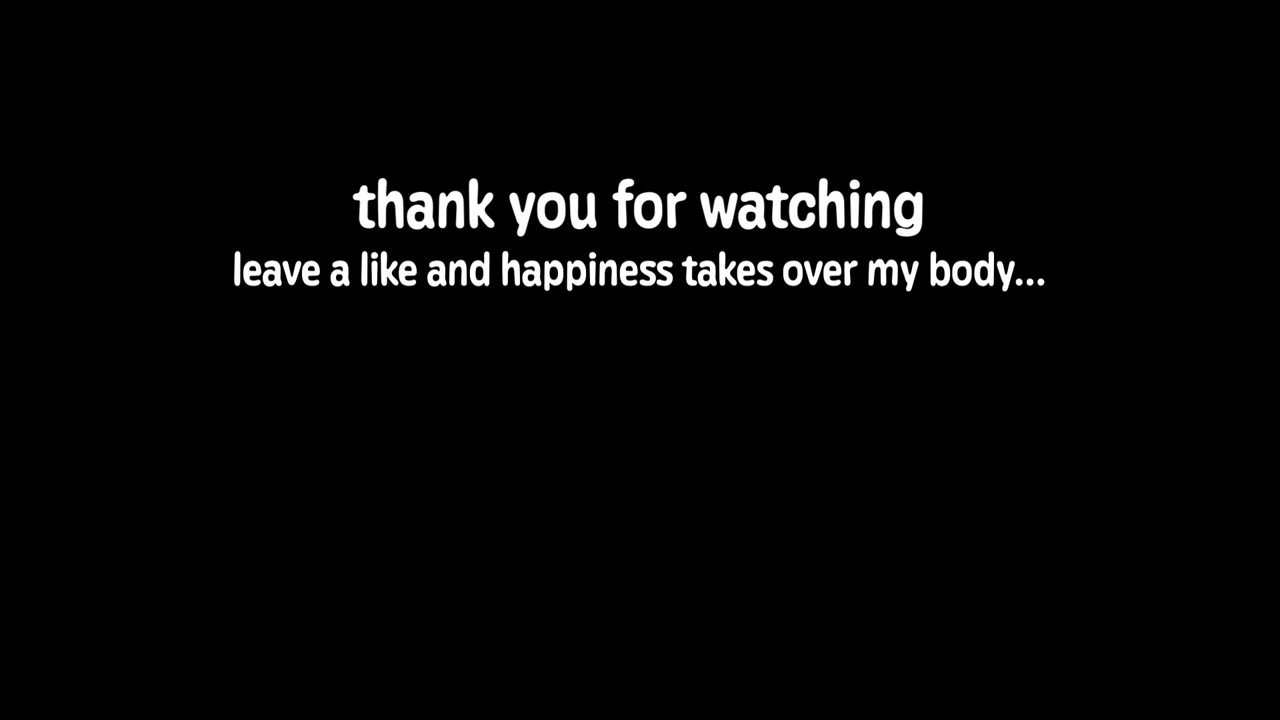 thank you for watching
leave a like and happiness takes over my body...